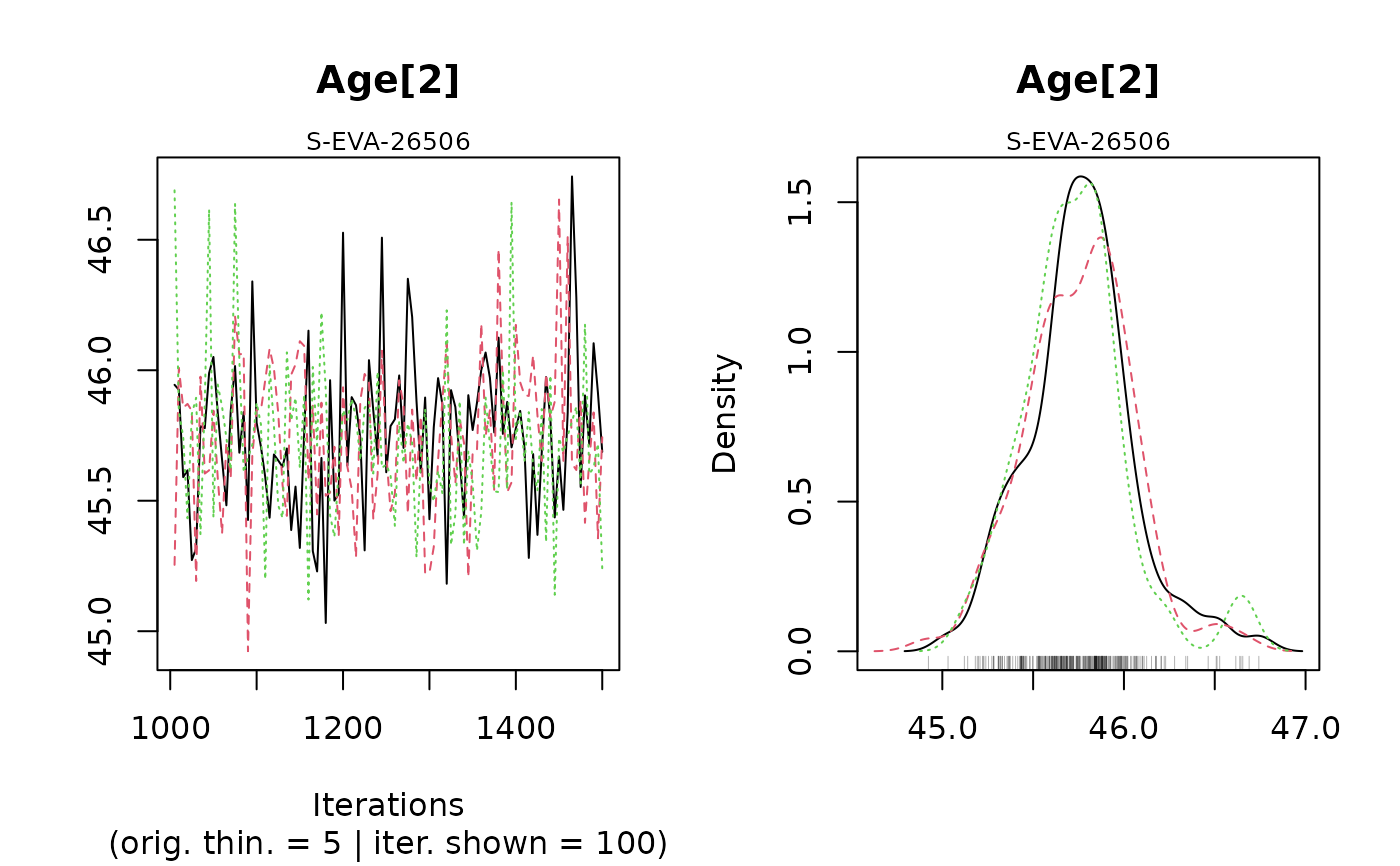 Age[2]
S-EVA-26506
46.5
46.0
45.5
45.0
1000 1200 1400
Iterations
(orig. thin. = 5 | iter. shown = 100)
Age[2]
S-EVA-26506
Density
1.5
1.0
0.5
0.0
45.0 46.0 47.0